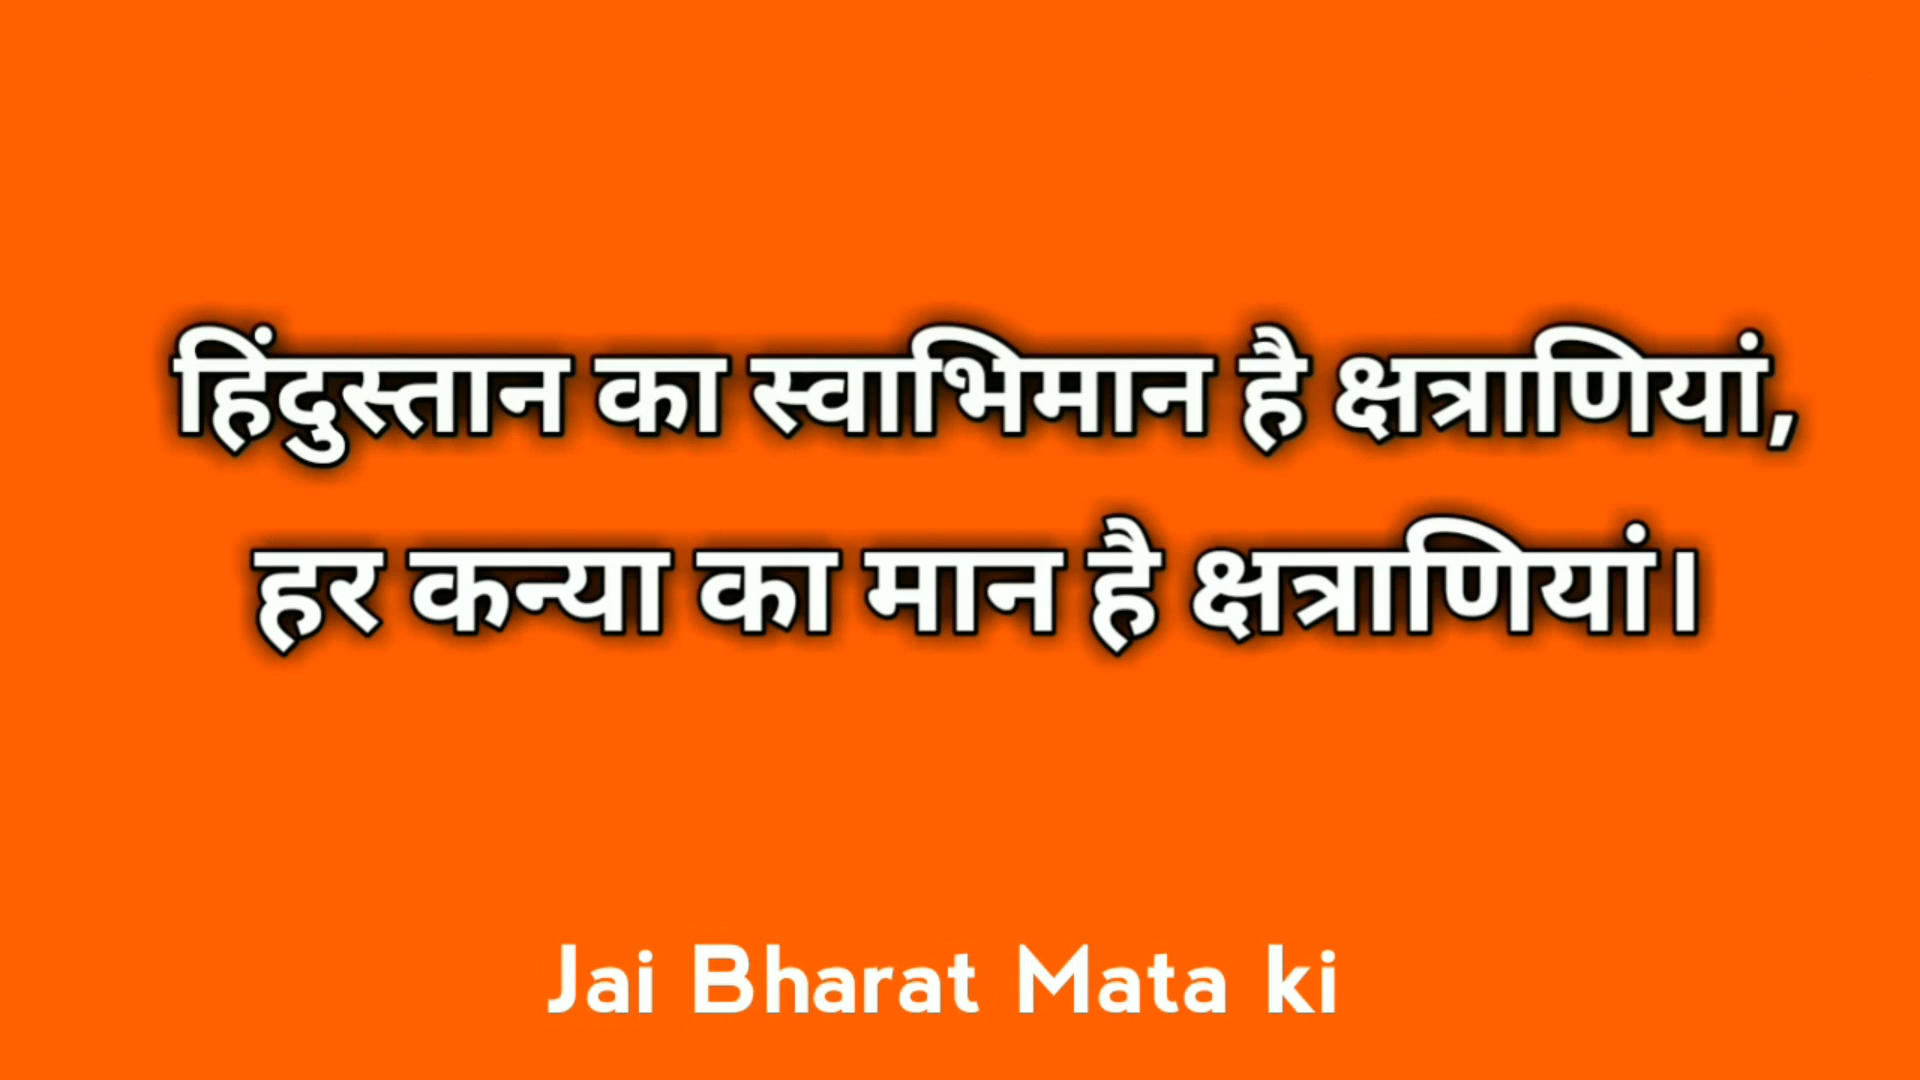 हिंदुस्तान का स्वाभिमान है क्षत्राणियां,
हर कन्या का मान है क्षत्राणियां।
Jai Bharat Mata ki